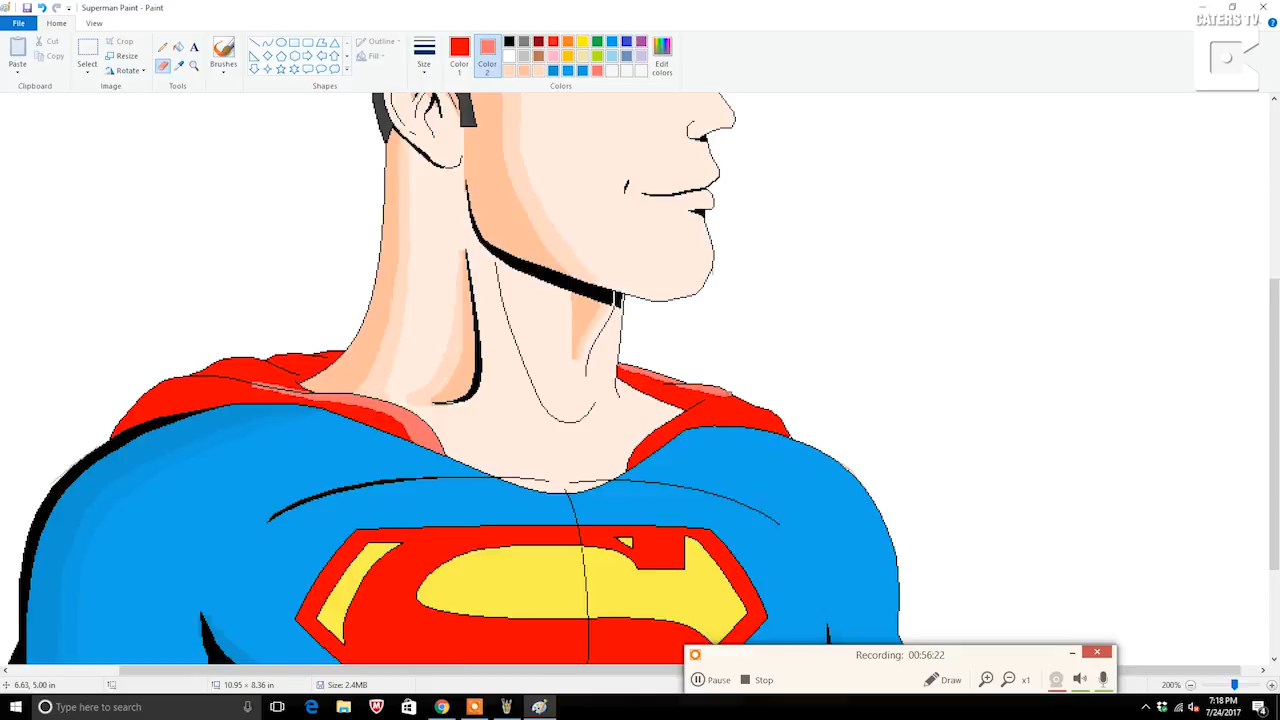 Superman Paint - Paint
CATERS TV
File Home View
Paste
Cut
Copy
Clipboard
Select
Crop
Resize
Rotate
Image
A
Tools
Brushes
Outline
Fill
Shapes
Size
Color 1
Color 2
Colors
Edit colors
Recording: 00:56:22
Pause Stop Draw x1
6.63, 5.00 in 10.95 × 8.36 in Size: 2.4MB 200%
Type here to search
7:18 PM
7/24/2017